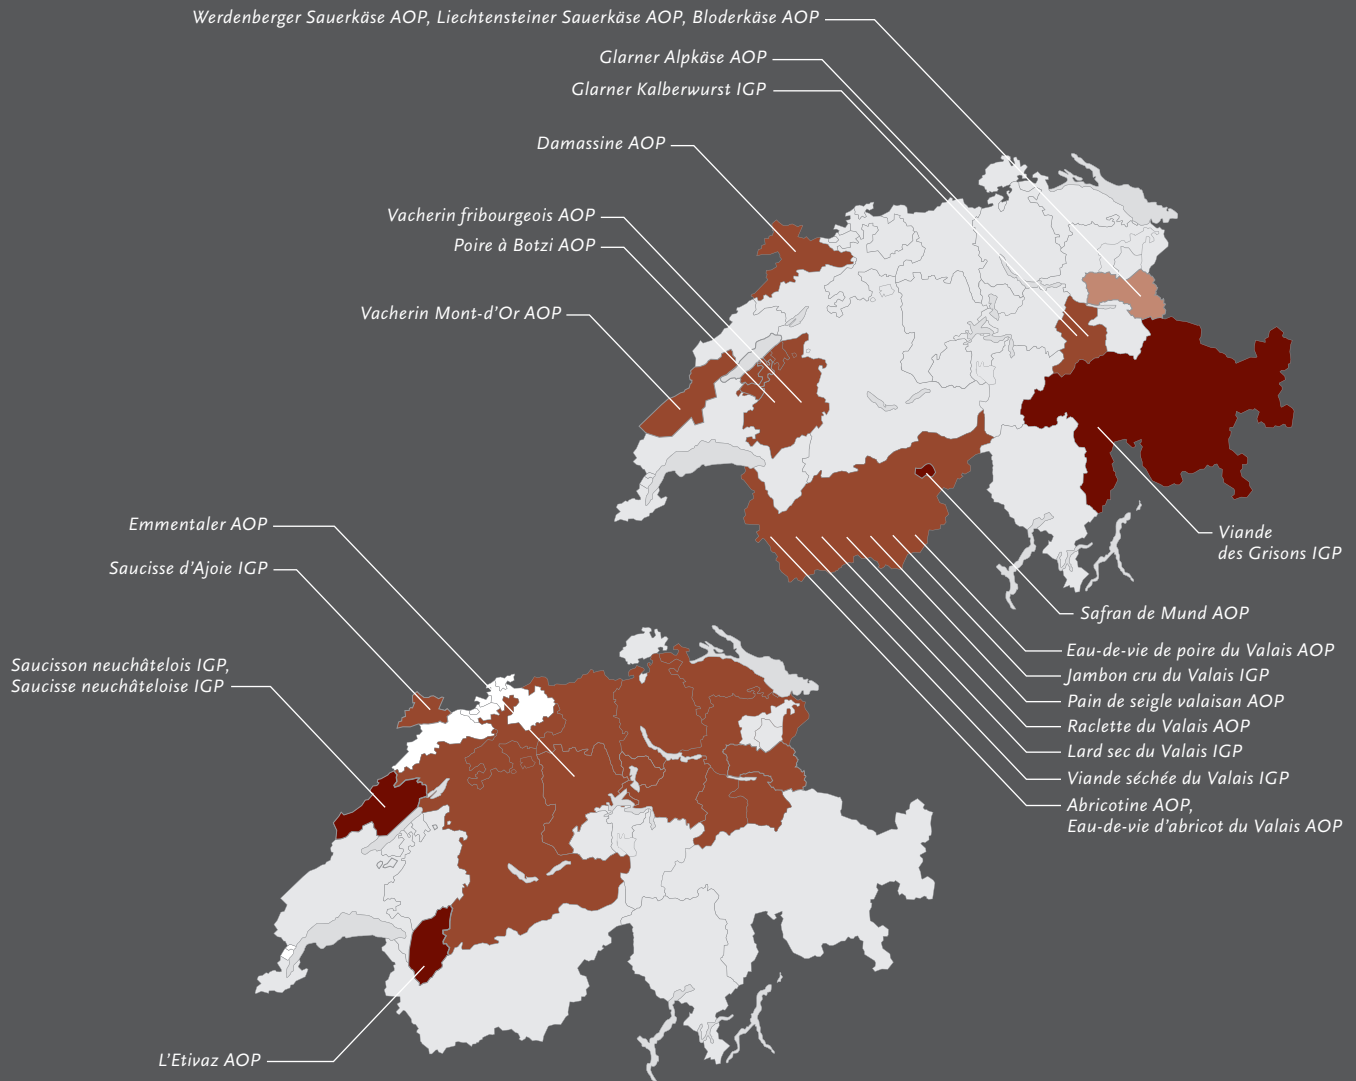 Werdenberger Sauerkäse AOP, Liechtensteiner Sauerkäse AOP, Bloderkäse AOP
Glarner Alpkäse AOP
Glarner Kalberwurst IGP
Damassine AOP
Vacherin fribourgeois AOP
Poire à Botzi AOP
Vacherin Mont-d’Or AOP
Viande
des Grisons IGP
Safran de Mund AOP
Eau-de-vie de poire du Valais AOP
Jambon cru du Valais IGP
Pain de seigle valaisan AOP
Raclette du Valais AOP
Lard sec du Valais IGP
Viande séchée du Valais IGP
Abricotine AOP,
Eau-de-vie d’abricot du Valais AOP
Emmentaler AOP
Saucisse d’Ajoie IGP
Saucisson neuchâtelois IGP,
Saucisse neuchâteloise IGP
L’Etivaz AOP